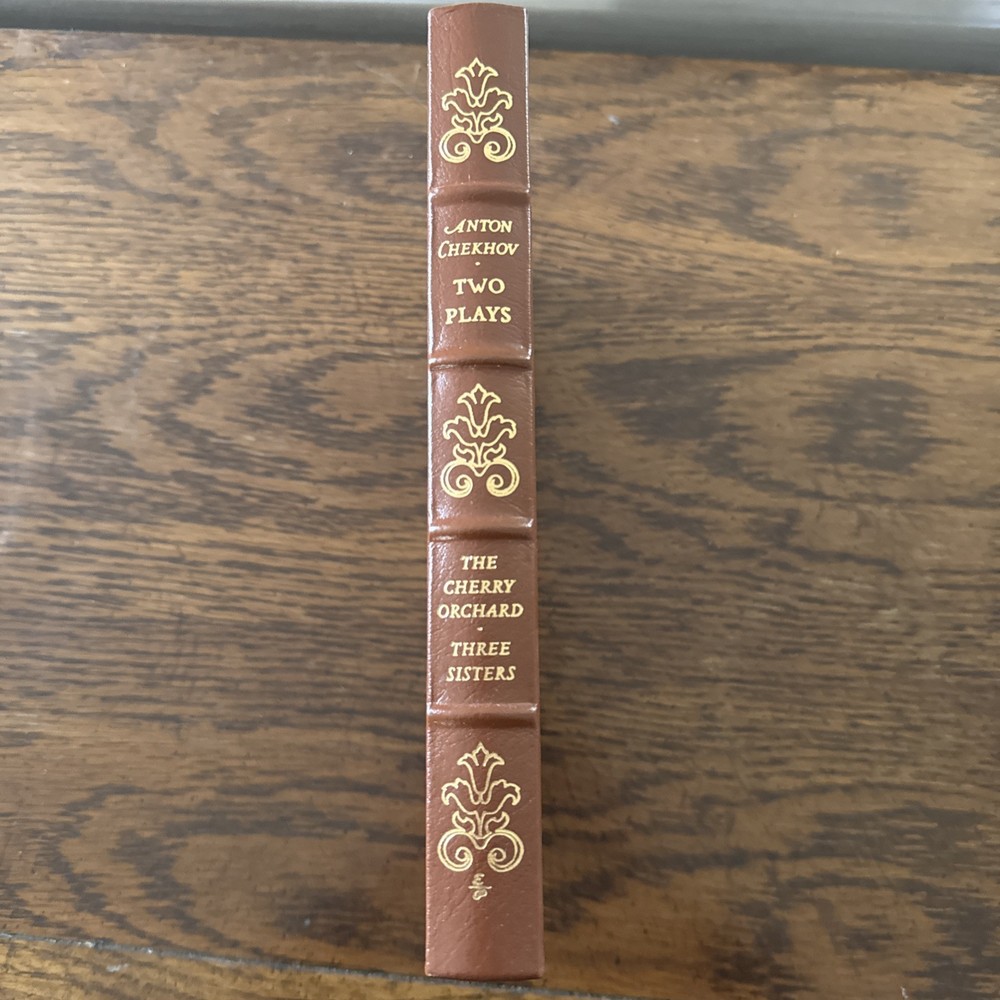 ANTON
CHEKHOV
·
TWO
PLAYS
THE
CHERRY
ORCHARD
·
THREE
SISTERS
E
P